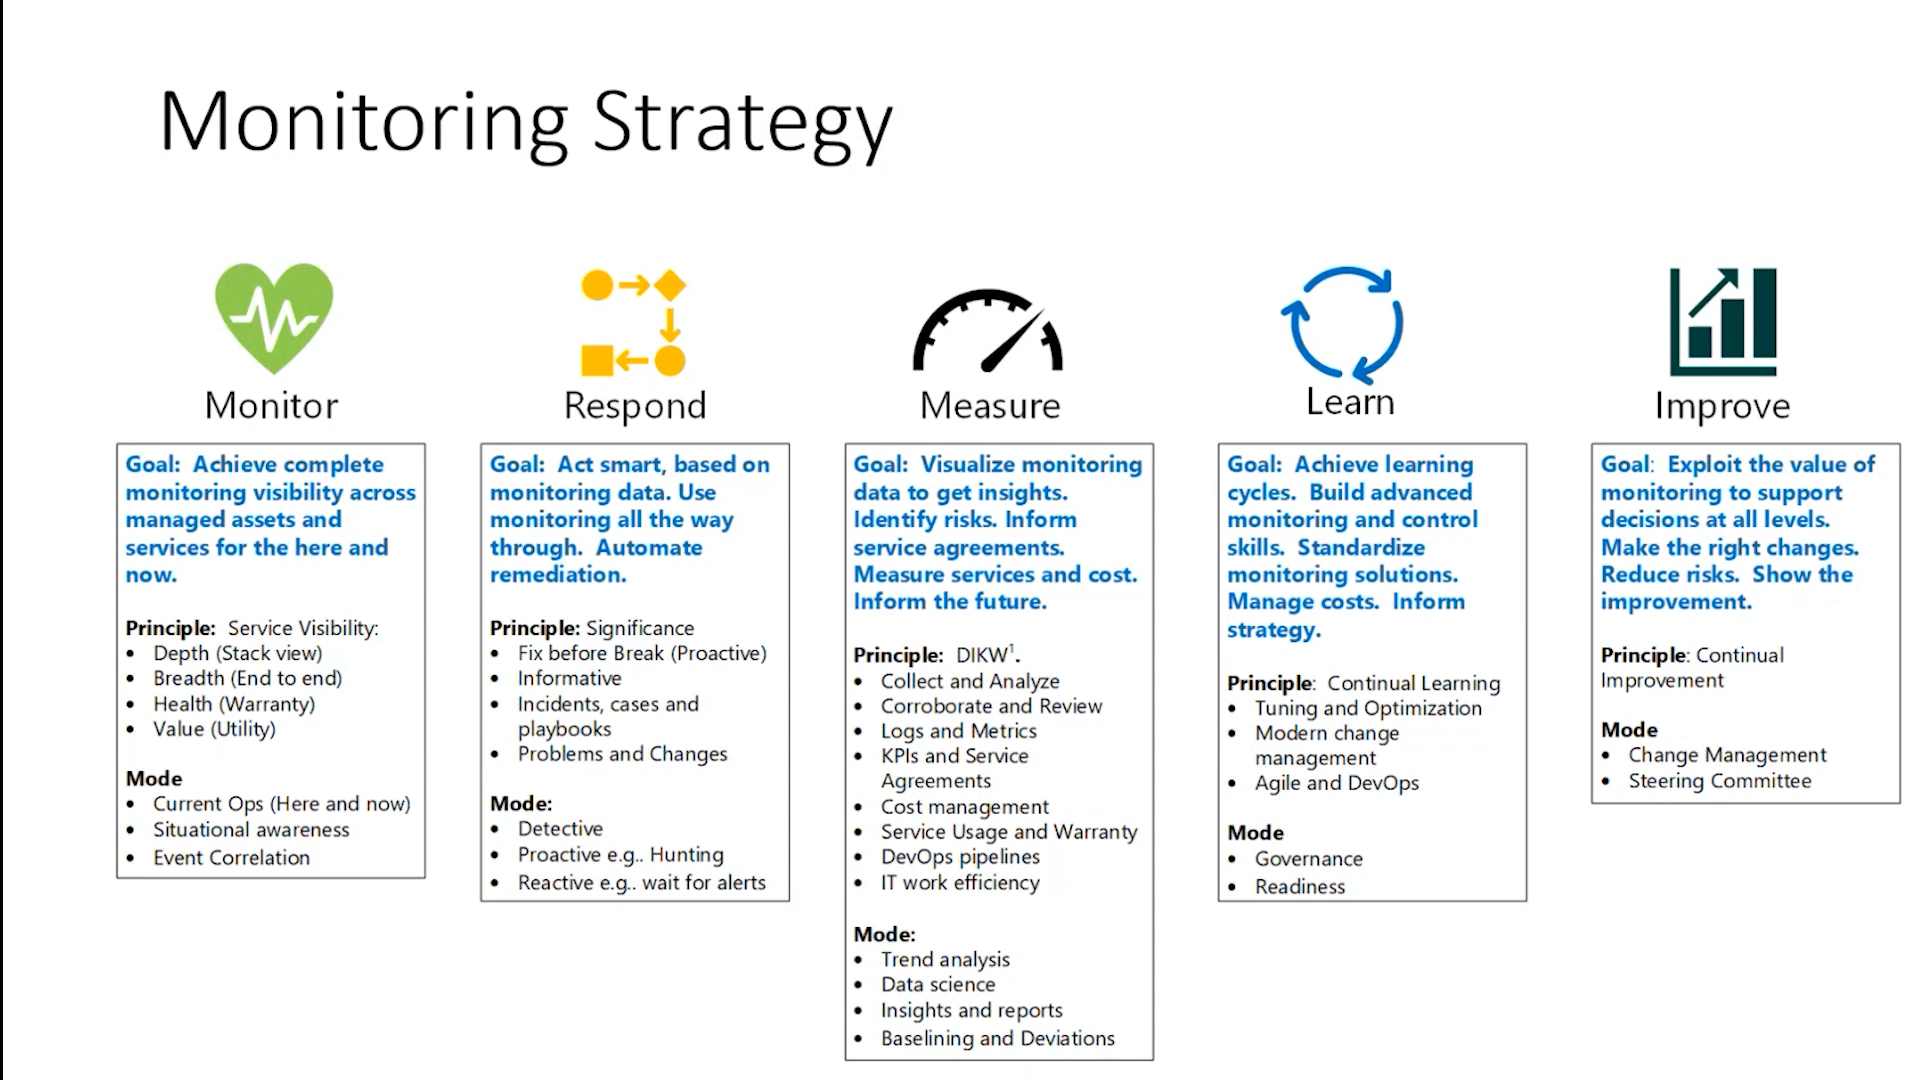 Monitoring Strategy
Monitor
Goal:  Achieve complete
monitoring visibility across
managed assets and
services for the here and
now.
Principle:  Service Visibility:
• Depth (Stack view)
• Breadth (End to end)
• Health (Warranty)
• Value (Utility)
Mode
• Current Ops (Here and now)
• Situational awareness
• Event Correlation
Respond
Goal:  Act smart, based on
monitoring data. Use
monitoring all the way
through.  Automate
remediation.
Principle: Significance
• Fix before Break (Proactive)
• Informative
• Incidents, cases and
playbooks
• Problems and Changes
Mode:
• Detective
• Proactive e.g.. Hunting
• Reactive e.g.. wait for alerts
Measure
Goal:  Visualize monitoring
data to get insights.
Identify risks. Inform
service agreements.
Measure services and cost.
Inform the future.
Principle:  DIKW¹.
• Collect and Analyze
• Corroborate and Review
• Logs and Metrics
• KPIs and Service
Agreements
• Cost management
• Service Usage and Warranty
• DevOps pipelines
• IT work efficiency
Mode:
• Trend analysis
• Data science
• Insights and reports
• Baselining and Deviations
Learn
Goal:  Achieve learning
cycles.  Build advanced
monitoring and control
skills.  Standardize
monitoring solutions.
Manage costs.  Inform
strategy.
Principle:  Continual Learning
• Tuning and Optimization
• Modern change
management
• Agile and DevOps
Mode
• Governance
• Readiness
Improve
Goal:  Exploit the value of
monitoring to support
decisions at all levels.
Make the right changes.
Reduce risks.  Show the
improvement.
Principle: Continual
Improvement
Mode
• Change Management
• Steering Committee